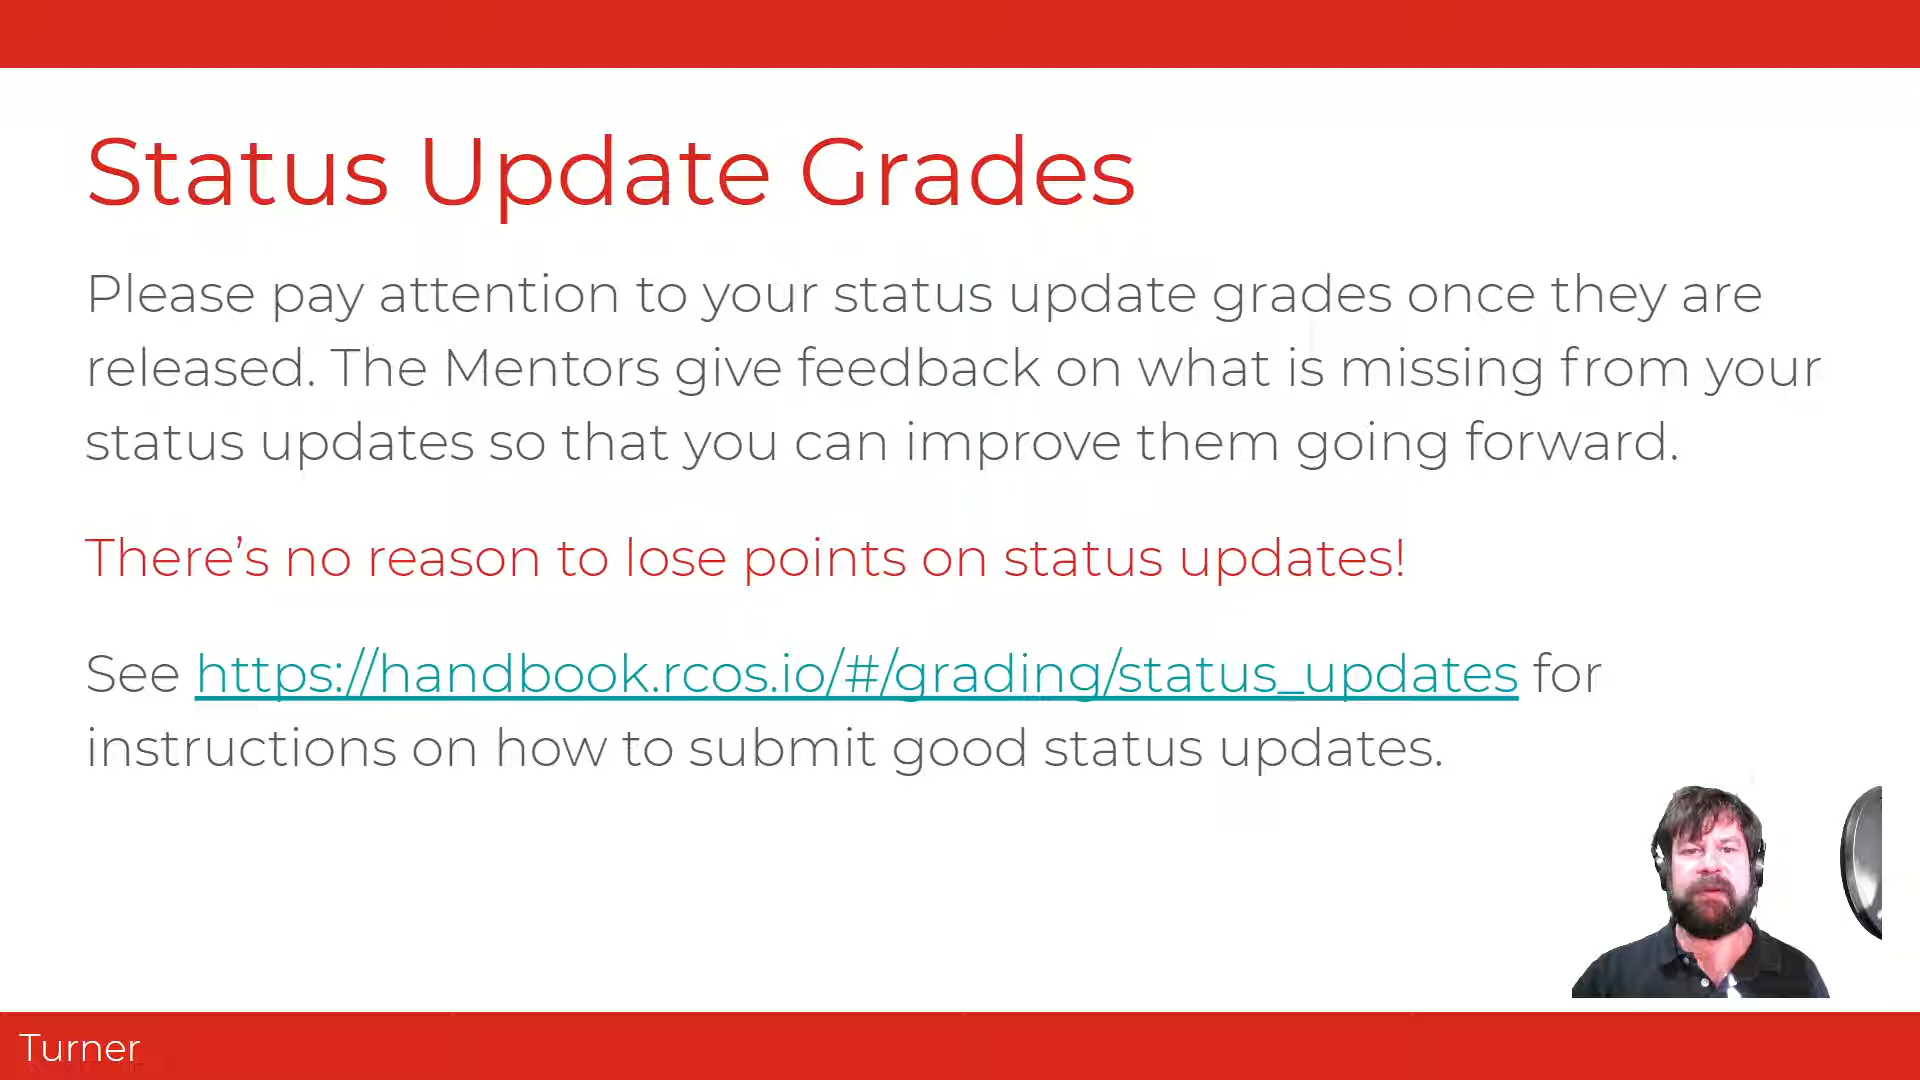 Status Update Grades
Please pay attention to your status update grades once they are
released. The Mentors give feedback on what is missing from your
status updates so that you can improve them going forward.
There’s no reason to lose points on status updates!
See https://handbook.rcos.io/#/grading/status_updates for
instructions on how to submit good status updates.
Turner